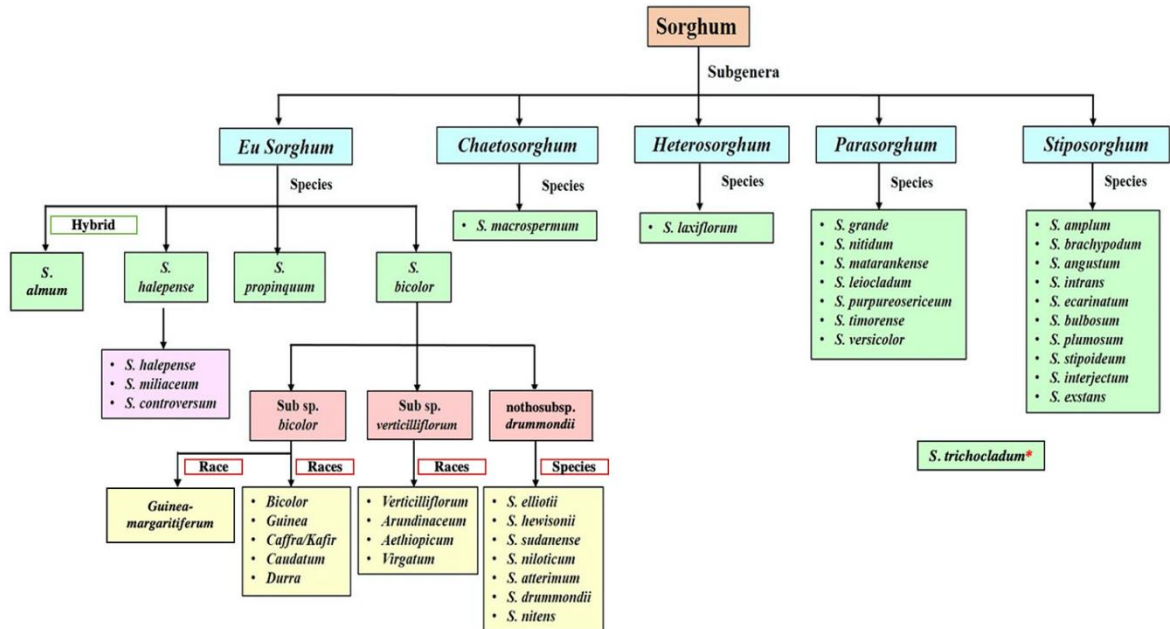 Sorghum
Subgenera
Eu Sorghum
Chaetosorghum
Heterosorghum
Parasorghum
Stiposorghum
Species
Species
Species
Species
Species
• S. macrospermum
• S. laxiflorum
• S. grande
• S. nitidum
• S. matarankense
• S. leiocladum
• S. purpureosericeum
• S. timorense
• S. versicolor
• S. amplum
• S. brachypodum
• S. angustum
• S. intrans
• S. ecarinatum
• S. bulbosum
• S. plumosum
• S. stipoideum
• S. interjectum
• S. exstans
Hybrid
S.
almum
S.
halepense
S.
propinquum
S.
bicolor
• S. halepense
• S. miliaceum
• S. controversum
Sub sp.
bicolor
Sub sp.
verticilliflorum
nothosubsp.
drummondii
S. trichocladum*
Race
Races
Races
Species
Guinea-
margaritiferum
• Bicolor
• Guinea
• Caffra/Kafir
• Caudatum
• Durra
• Verticilliflorum
• Arundinaceum
• Aethiopicum
• Virgatum
• S. elliotii
• S. hewisonii
• S. sudanense
• S. niloticum
• S. atterimum
• S. drummondii
• S. nitens